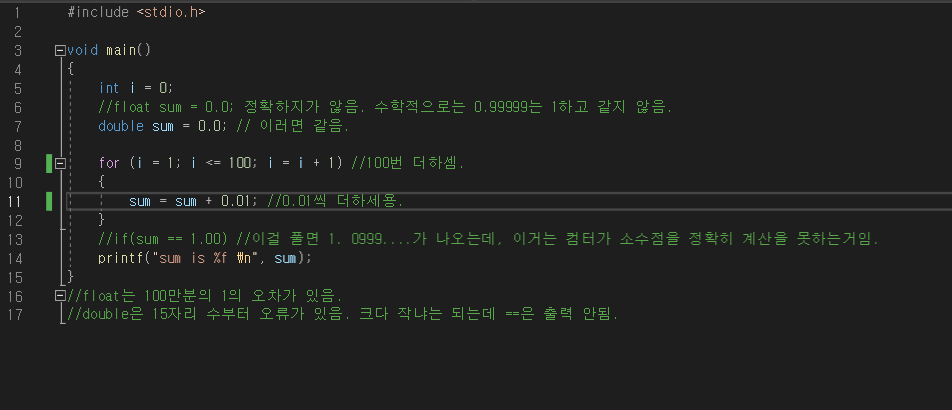 1 #include <stdio.h>
2
3 void main()
4 {
5 int i = 0;
6 //float sum = 0.0; 정확하지가 않음. 수학적으로는 0.99999는 1하고 같지 않음.
7 double sum = 0.0; // 이러면 같음.
8
9 for (i = 1; i <= 100; i = i + 1) //100번 더하셈.
10 {
11 sum = sum + 0.01; //0.01씩 더하세용.
12 }
13 //if(sum == 1.00) //이걸 풀면 1. 0999....가 나오는데, 이거는 컴터가 소수점을 정확히 계산을 못하는거임.
14 printf("sum is %f ₩n", sum);
15 }
16 //float는 100만분의 1의 오차가 있음.
17 //double은 15자리 수부터 오류가 있음. 크다 작냐는 되는데 ==은 출력 안됨.